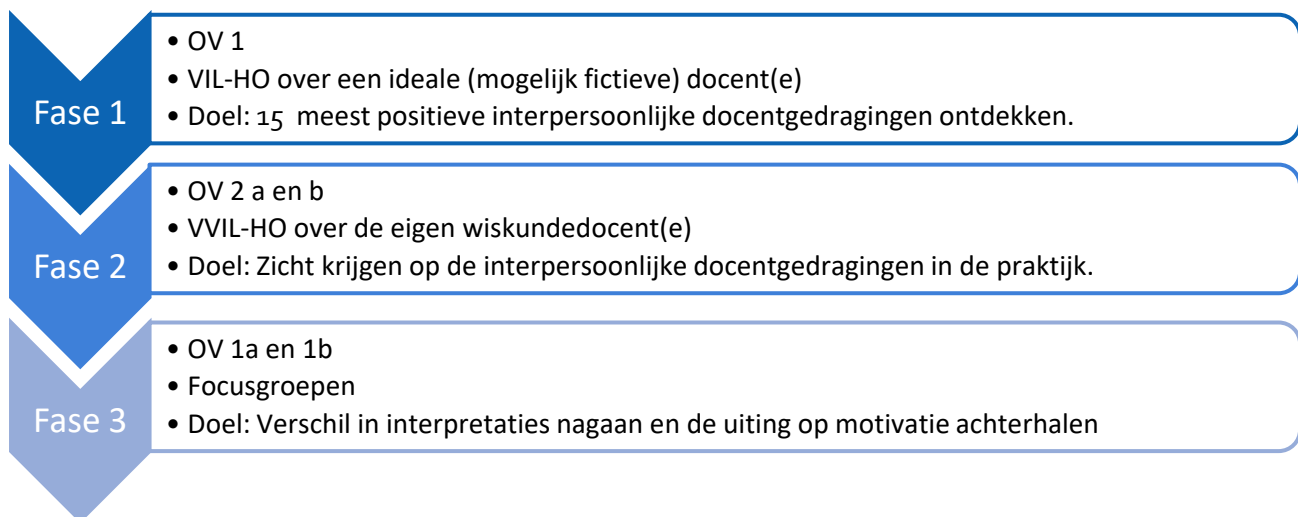 Fase 1
• OV 1
• VIL-HO over een ideale (mogelijk fictieve) docent(e)
• Doel: 15 meest positieve interpersoonlijke docentgedragingen ontdekken.
Fase 2
• OV 2 a en b
• VVIL-HO over de eigen wiskundedocent(e)
• Doel: Zicht krijgen op de interpersoonlijke docentgedragingen in de praktijk.
Fase 3
• OV 1a en 1b
• Focusgroepen
• Doel: Verschil in interpretaties nagaan en de uiting op motivatie achterhalen